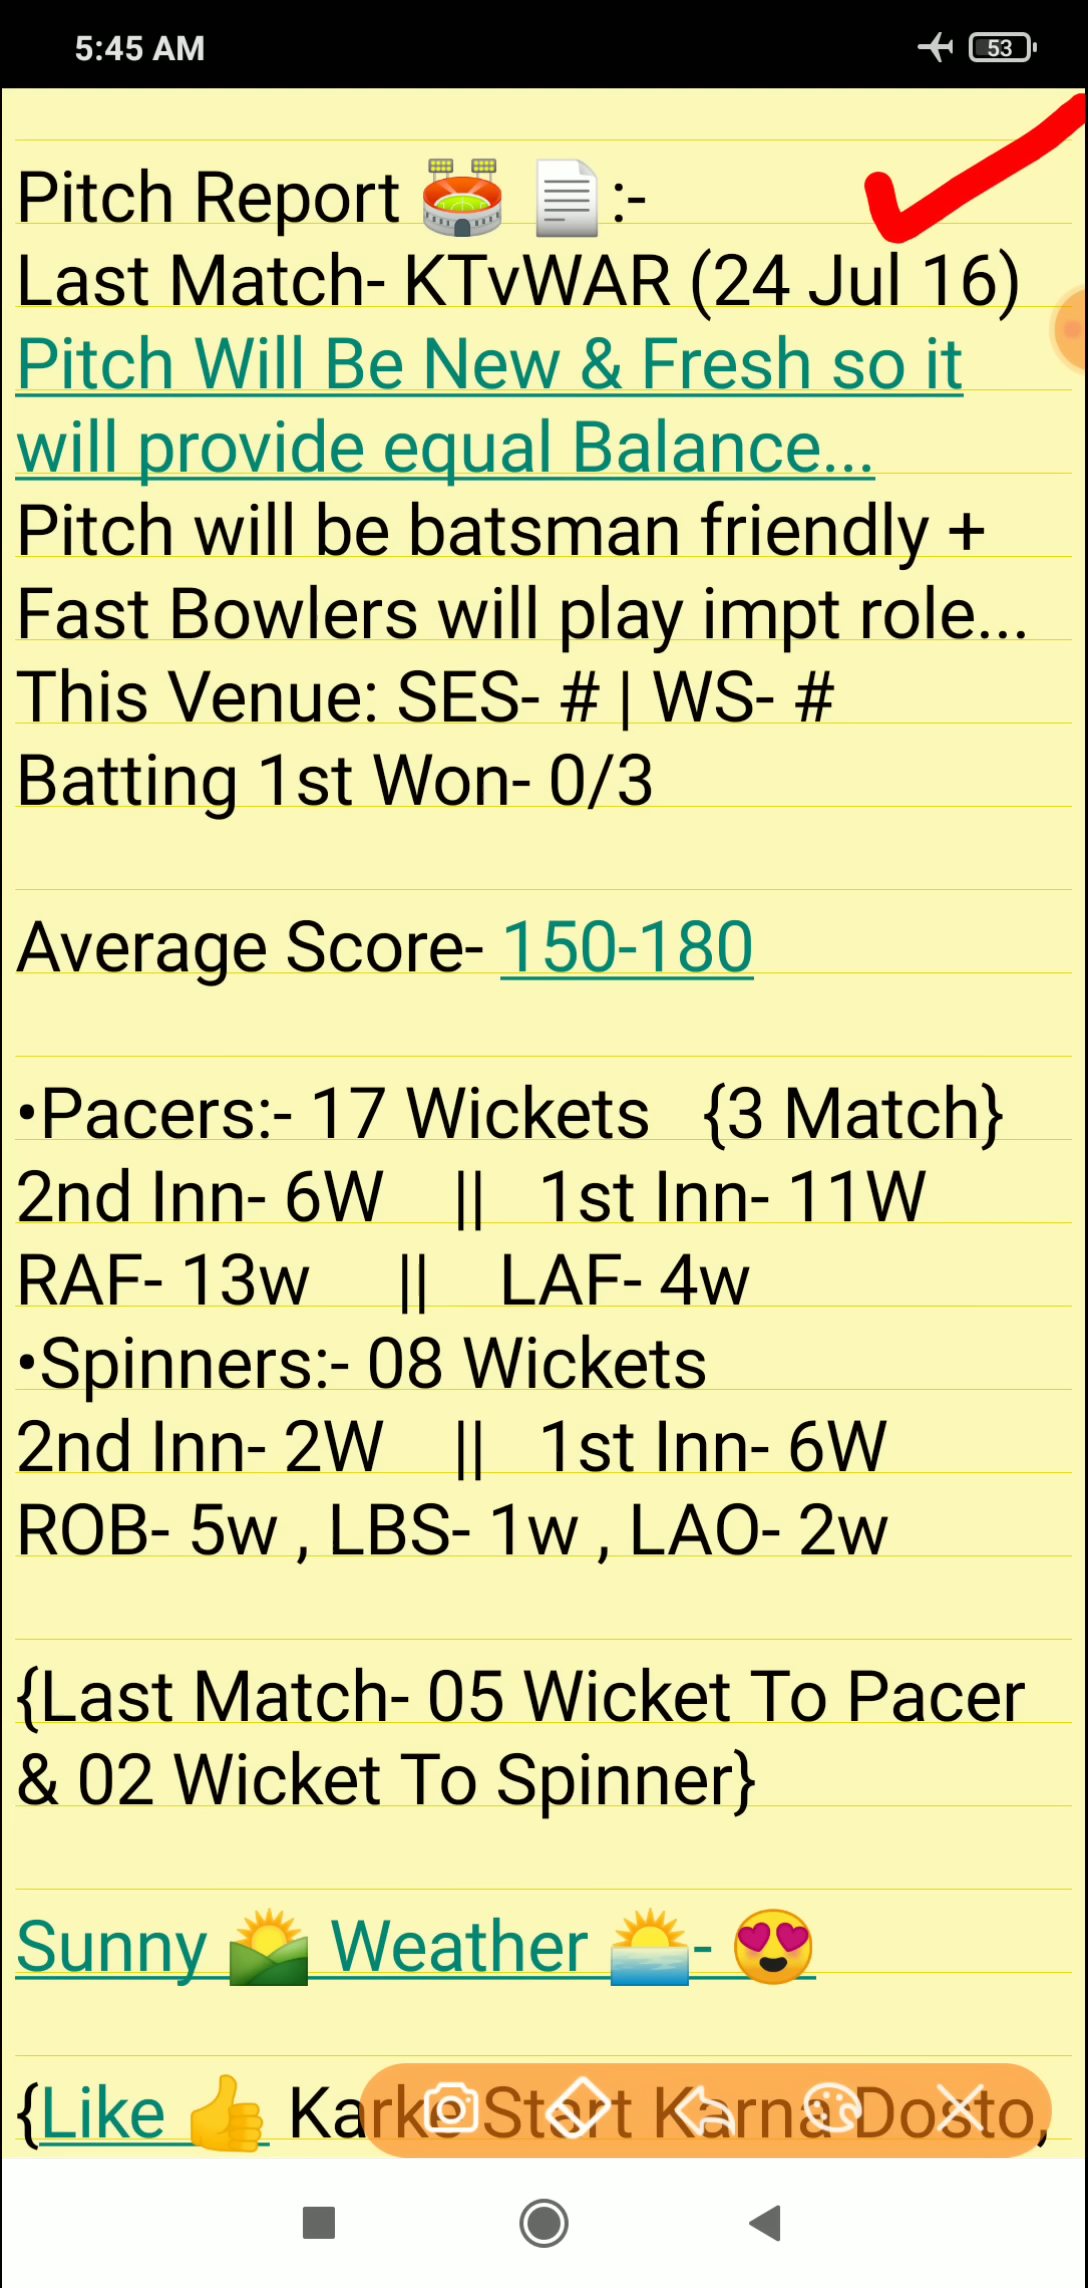 5:45 AM
53
Pitch Report 🏟️ 📄 :-
Last Match- KTvWAR (24 Jul 16)
Pitch Will Be New & Fresh so it
will provide equal Balance...
Pitch will be batsman friendly +
Fast Bowlers will play impt role...
This Venue: SES- # | WS- #
Batting 1st Won- 0/3
Average Score- 150-180
•Pacers:- 17 Wickets {3 Match}
2nd Inn- 6W || 1st Inn- 11W
RAF- 13w || LAF- 4w
•Spinners:- 08 Wickets
2nd Inn- 2W || 1st Inn- 6W
ROB- 5w , LBS- 1w , LAO- 2w
{Last Match- 05 Wicket To Pacer
& 02 Wicket To Spinner}
Sunny 🌄 Weather 🌅- 😍
{Like 👍 Karke Start Karna Dosto,